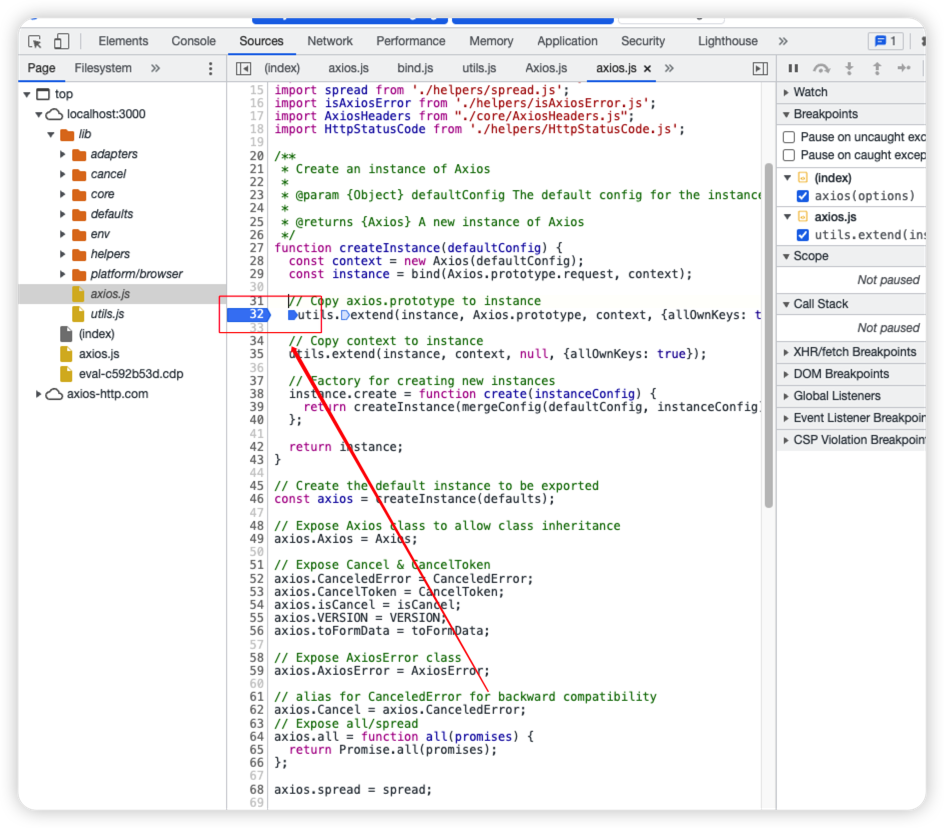 Elements Console Sources Network Performance Memory Application Security Lighthouse » 1
Page Filesystem »
(index) axios.js bind.js utils.js Axios.js axios.js × »
top
localhost:3000
lib
adapters
cancel
core
defaults
env
helpers
platform/browser
axios.js
utils.js
(index)
axios.js
eval-c592b53d.cdp
axios-http.com
15 import spread from './helpers/spread.js';
16 import isAxiosError from './helpers/isAxiosError.js';
17 import AxiosHeaders from "./core/AxiosHeaders.js";
18 import HttpStatusCode from './helpers/HttpStatusCode.js';
19
20 /**
21  * Create an instance of Axios
22  *
23  * @param {Object} defaultConfig The default config for the instance
24  *
25  * @returns {Axios} A new instance of Axios
26  */
27 function createInstance(defaultConfig) {
28   const context = new Axios(defaultConfig);
29   const instance = bind(Axios.prototype.request, context);
30
31   // Copy axios.prototype to instance
32   utils.extend(instance, Axios.prototype, context, {allOwnKeys: t
33
34   // Copy context to instance
35   utils.extend(instance, context, null, {allOwnKeys: true});
36
37   // Factory for creating new instances
38   instance.create = function create(instanceConfig) {
39     return createInstance(mergeConfig(defaultConfig, instanceConfig)
40   };
41
42   return instance;
43 }
44
45 // Create the default instance to be exported
46 const axios = createInstance(defaults);
47
48 // Expose Axios class to allow class inheritance
49 axios.Axios = Axios;
50
51 // Expose Cancel & CancelToken
52 axios.CanceledError = CanceledError;
53 axios.CancelToken = CancelToken;
54 axios.isCancel = isCancel;
55 axios.VERSION = VERSION;
56 axios.toFormData = toFormData;
57
58 // Expose AxiosError class
59 axios.AxiosError = AxiosError;
60
61 // alias for CanceledError for backward compatibility
62 axios.Cancel = axios.CanceledError;
63 // Expose all/spread
64 axios.all = function all(promises) {
65   return Promise.all(promises);
66 };
67
68 axios.spread = spread;
69
Watch
Breakpoints
Pause on uncaught exc
Pause on caught excep
(index)
axios(options)
axios.js
utils.extend(ins
Scope
Not paused
Call Stack
Not paused
XHR/fetch Breakpoints
DOM Breakpoints
Global Listeners
Event Listener Breakpoin
CSP Violation Breakpoin